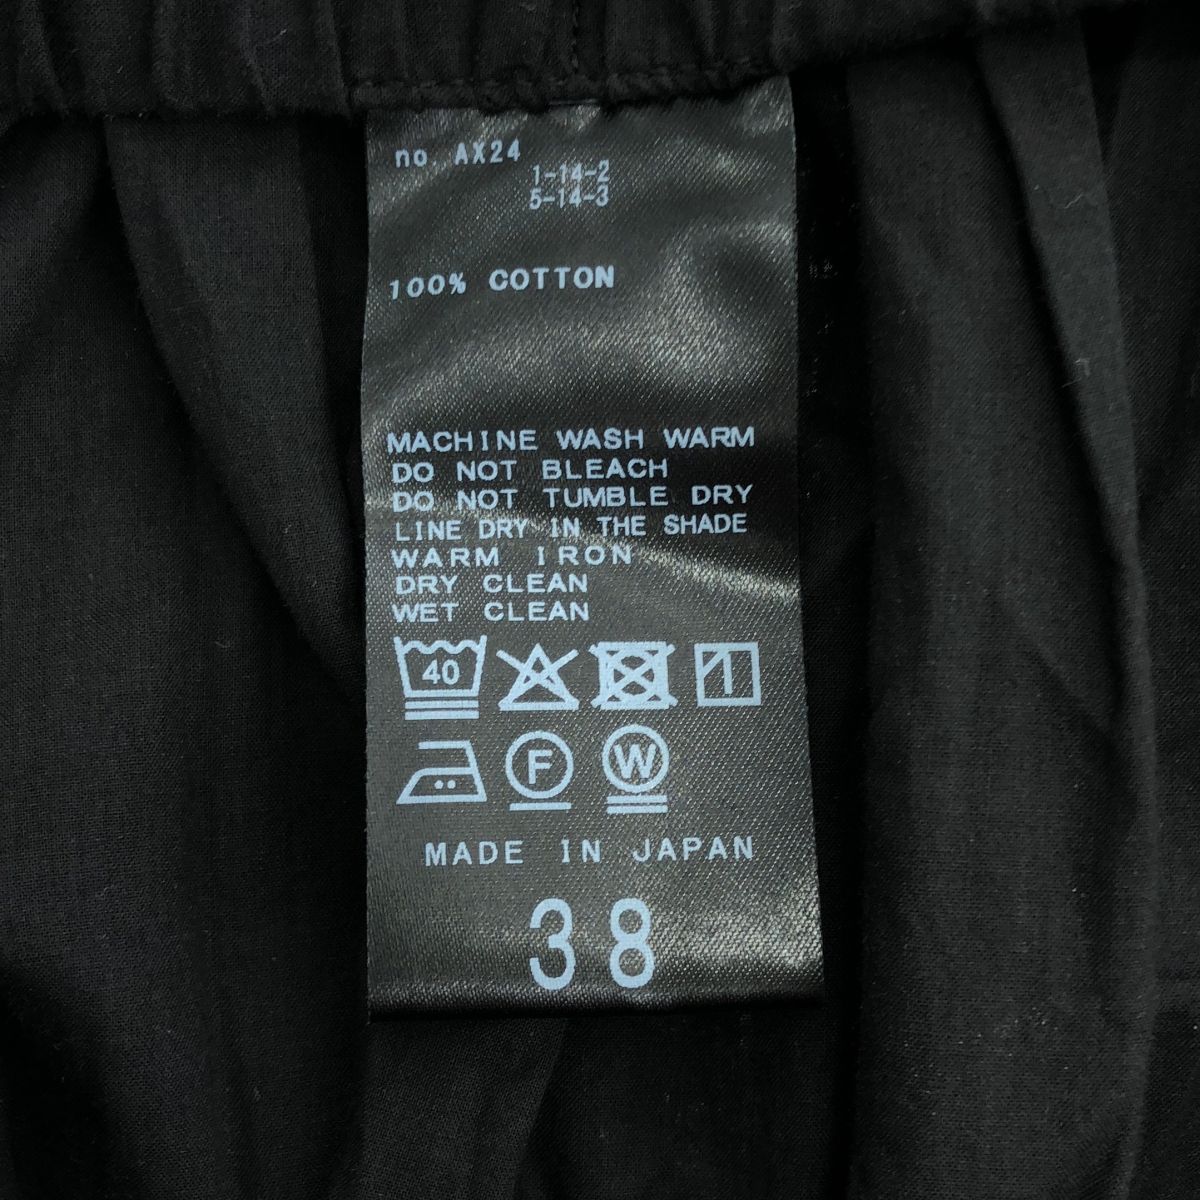 no. AX24
1-14-2
5-14-3
100% COTTON
MACHINE WASH WARM
DO NOT BLEACH
DO NOT TUMBLE DRY
LINE DRY IN THE SHADE
WARM IRON
DRY CLEAN
WET CLEAN
40
F W
MADE IN JAPAN
38